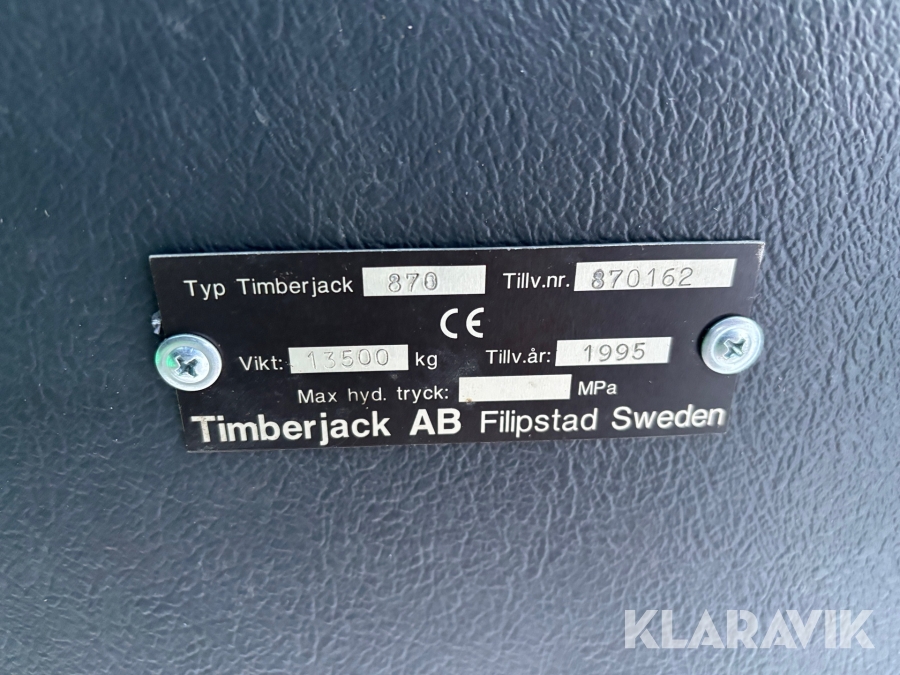 Typ Timberjack 870 Tillv.nr. 870162
CE
Vikt: 13500 kg Tillv.år: 1995
Max hyd. tryck: MPa
Timberjack AB Filipstad Sweden
KLARAVIK